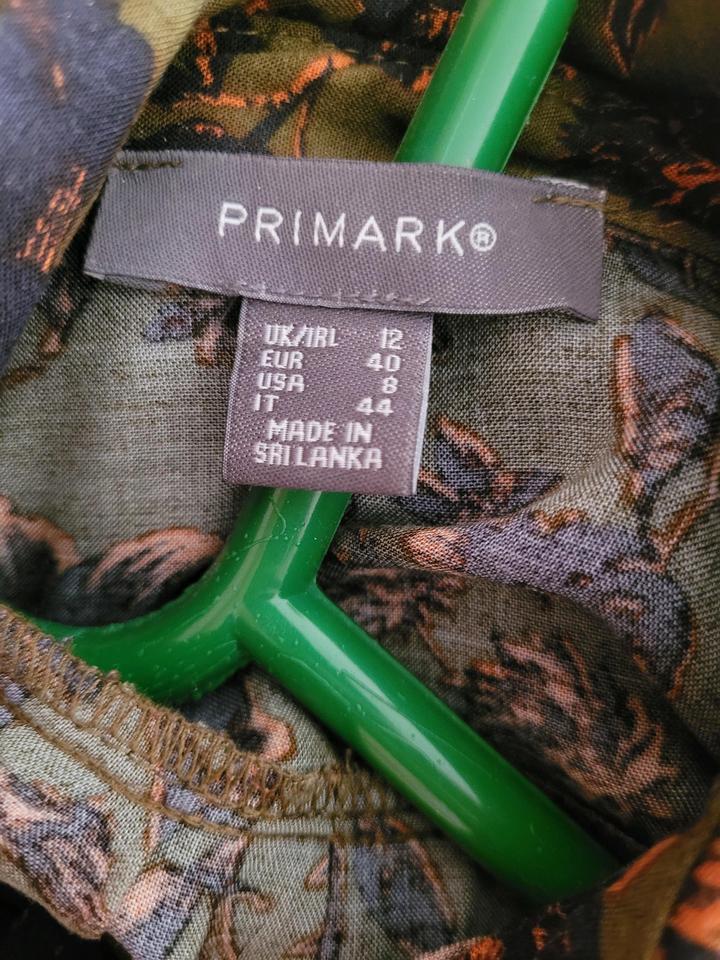 PRIMARK®
UK/IRL 12
EUR 40
USA 8
IT 44
MADE IN
SRI LANKA